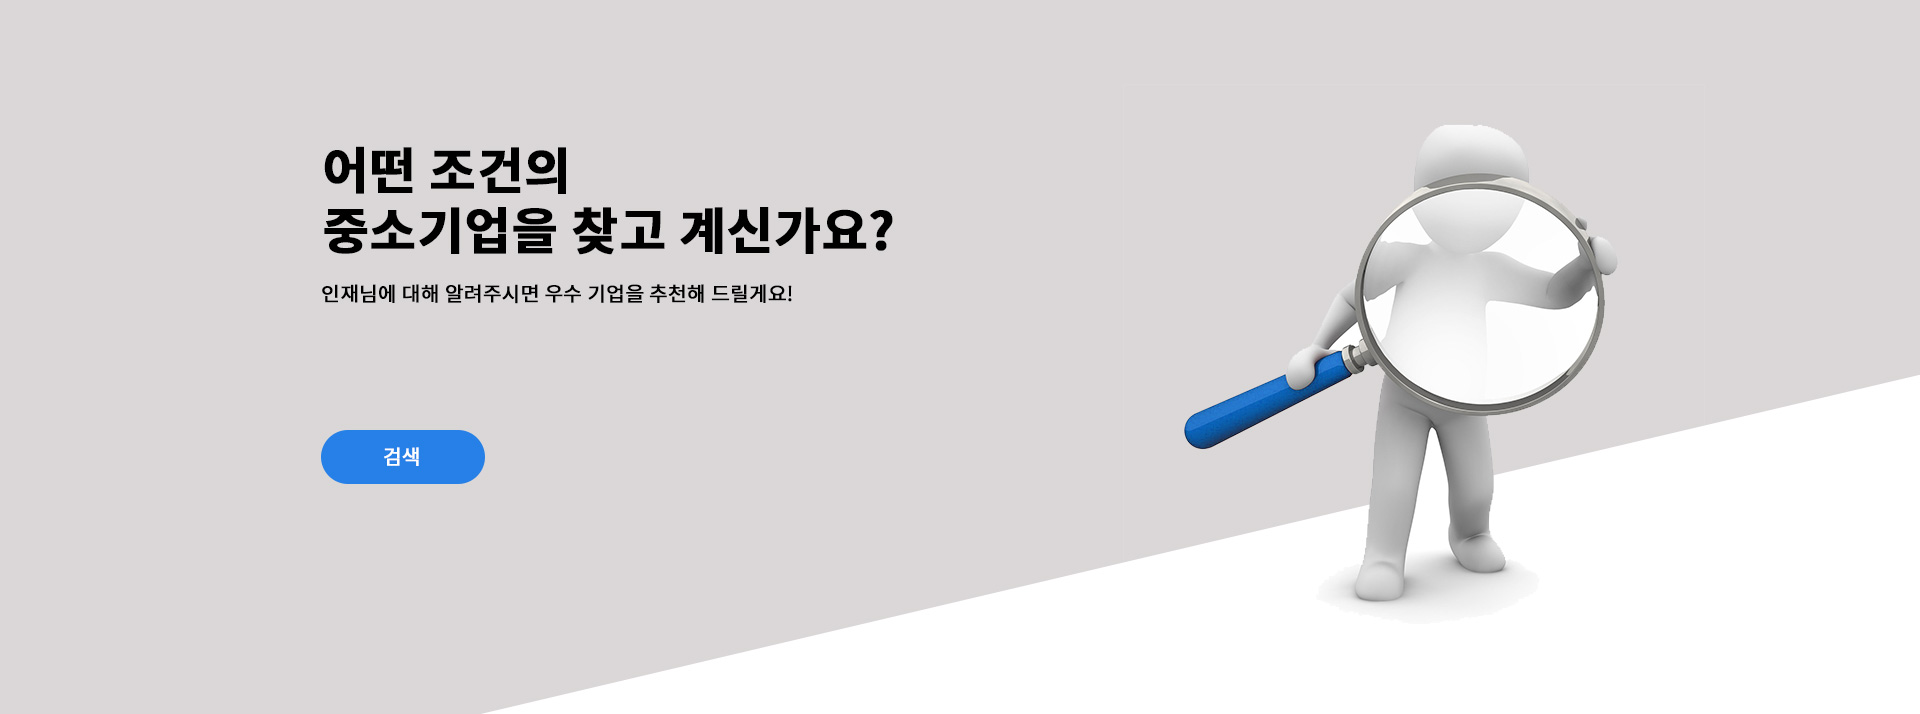 어떤 조건의
중소기업을 찾고 계신가요?
인재님에 대해 알려주시면 우수 기업을 추천해 드릴게요!
검색